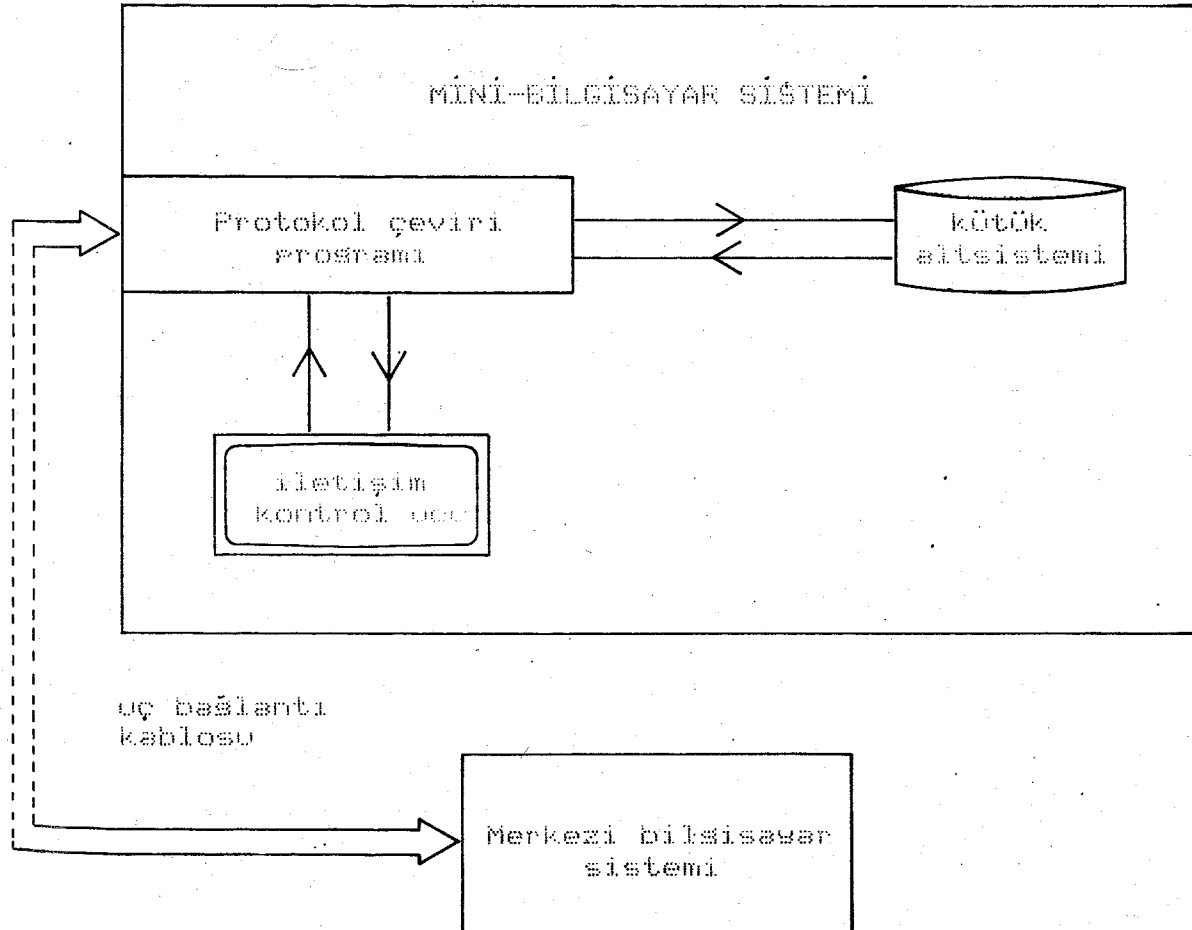 MİNİ-BİLGİSAYAR SİSTEMİ
Protokol çeviri
programı
kütük
altsistemi
iletişim
kontrol ucu
uç bağlantı
kablosu
Merkezi bilgisayar
sistemi